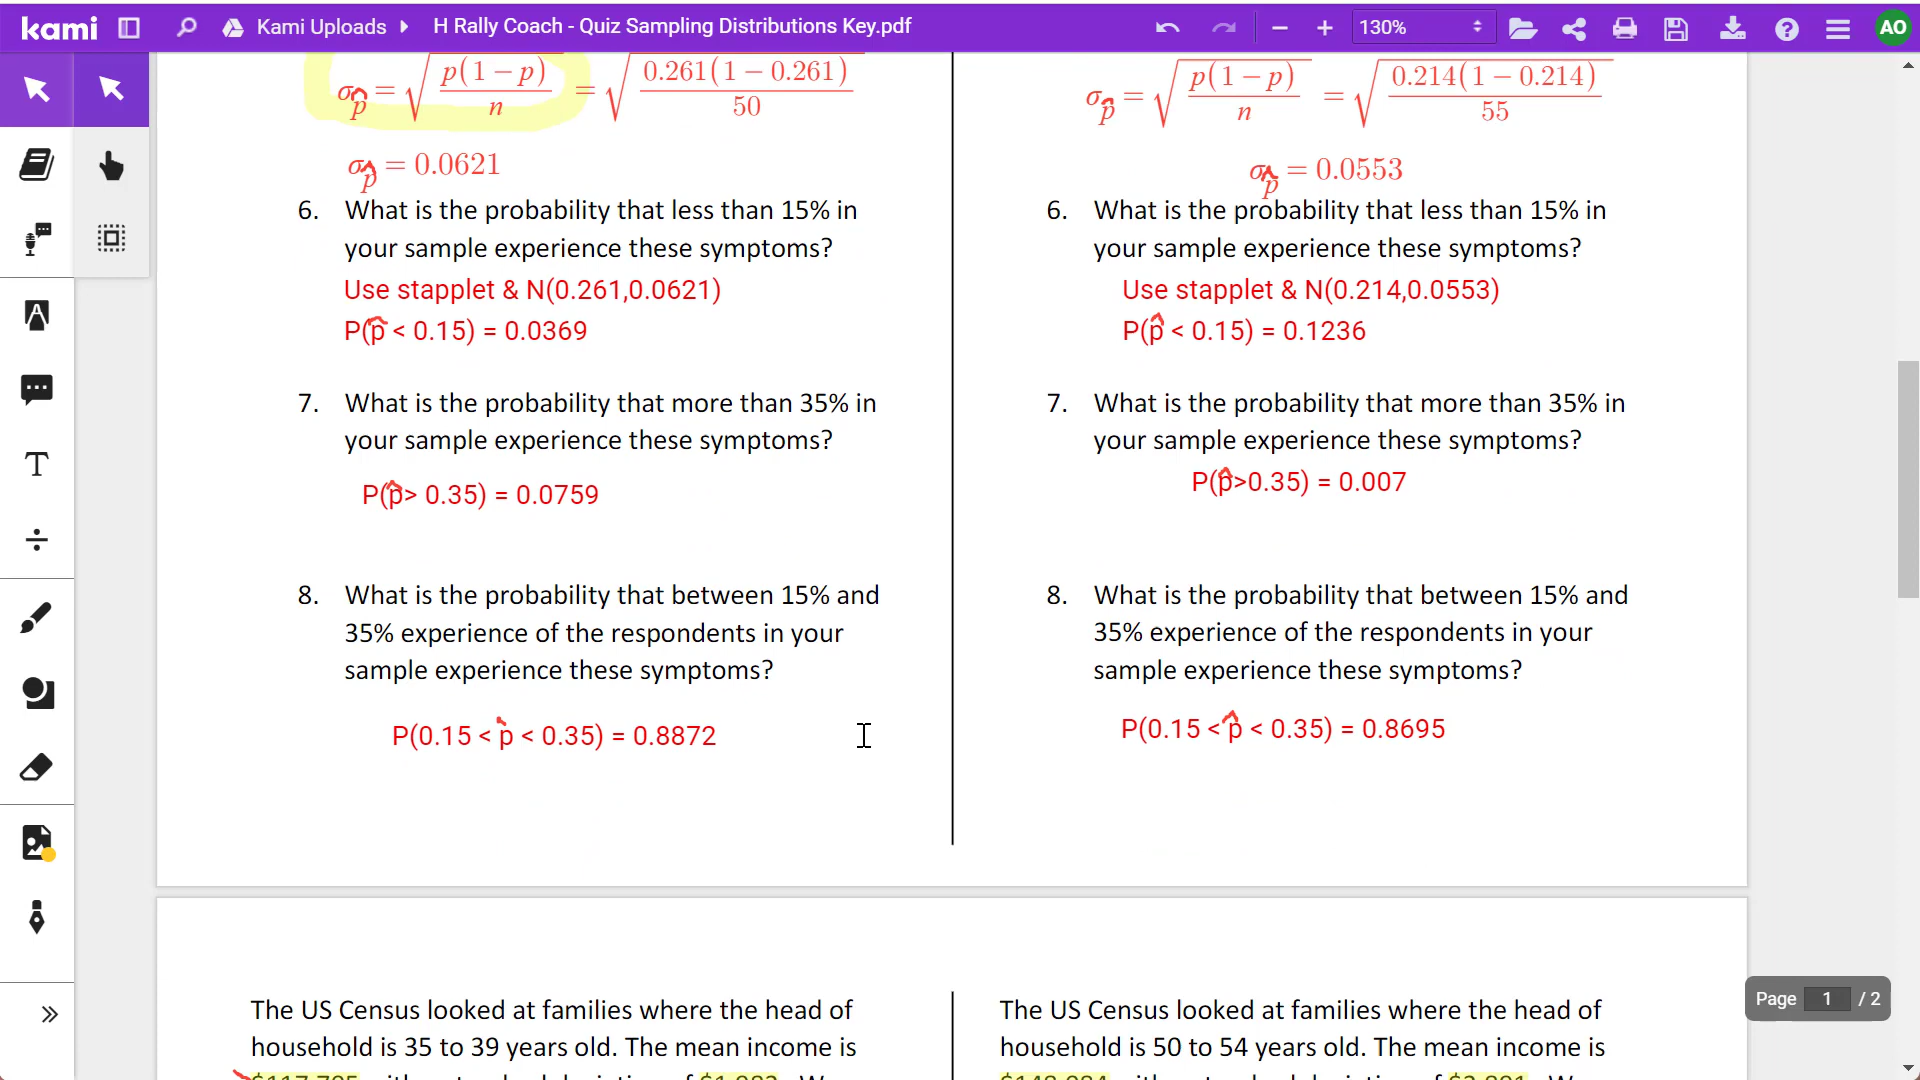 kami Kami Uploads H Rally Coach - Quiz Sampling Distributions Key.pdf 130% AO
σp̂ = √ p(1 − p) / n = √ 0.261(1 − 0.261) / 50
σp̂ = 0.0621
6. What is the probability that less than 15% in
your sample experience these symptoms?
Use stapplet & N(0.261,0.0621)
P(p̂ < 0.15) = 0.0369
7. What is the probability that more than 35% in
your sample experience these symptoms?
P(p̂> 0.35) = 0.0759
8. What is the probability that between 15% and
35% experience of the respondents in your
sample experience these symptoms?
P(0.15 < p̂ < 0.35) = 0.8872
σp̂ = √ p(1 − p) / n = √ 0.214(1 − 0.214) / 55
σp̂ = 0.0553
6. What is the probability that less than 15% in
your sample experience these symptoms?
Use stapplet & N(0.214,0.0553)
P(p̂ < 0.15) = 0.1236
7. What is the probability that more than 35% in
your sample experience these symptoms?
P(p̂>0.35) = 0.007
8. What is the probability that between 15% and
35% experience of the respondents in your
sample experience these symptoms?
P(0.15 < p̂ < 0.35) = 0.8695
The US Census looked at families where the head of
household is 35 to 39 years old. The mean income is
The US Census looked at families where the head of
household is 50 to 54 years old. The mean income is
Page 1 / 2